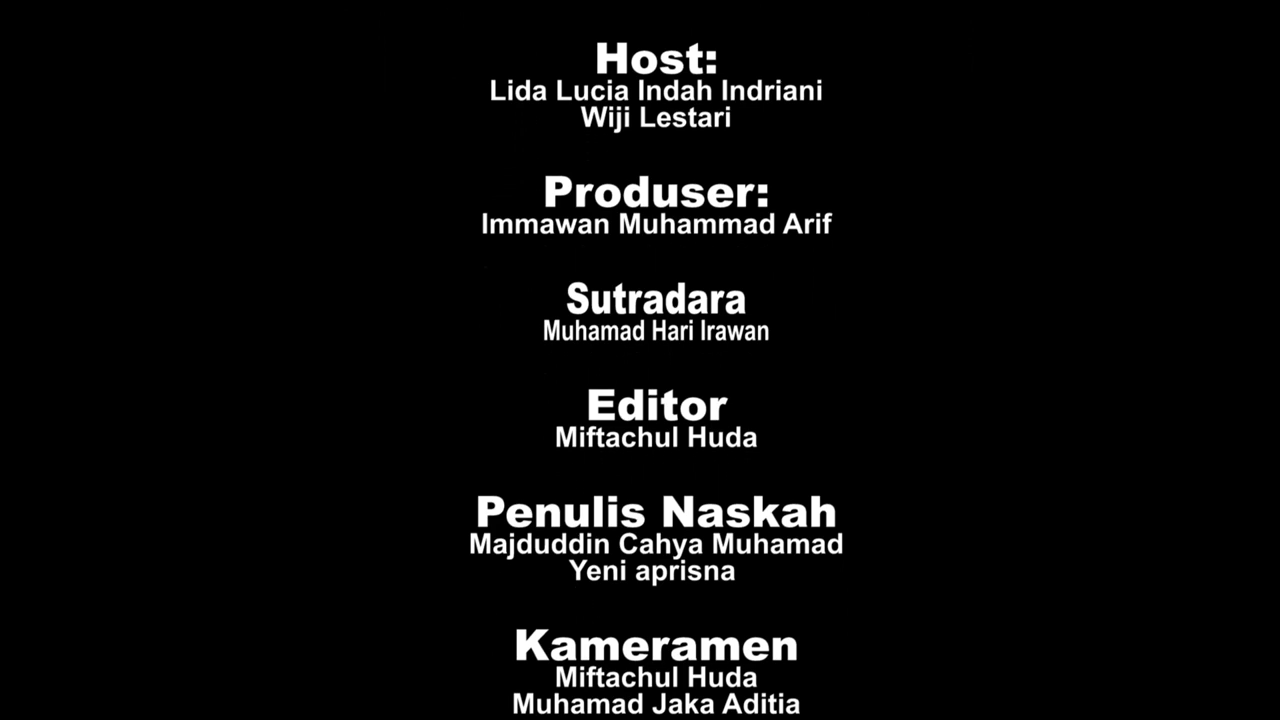 Host:
Lida Lucia Indah Indriani
Wiji Lestari
Produser:
Immawan Muhammad Arif
Sutradara
Muhamad Hari Irawan
Editor
Miftachul Huda
Penulis Naskah
Majduddin Cahya Muhamad
Yeni aprisna
Kameramen
Miftachul Huda
Muhamad Jaka Aditia